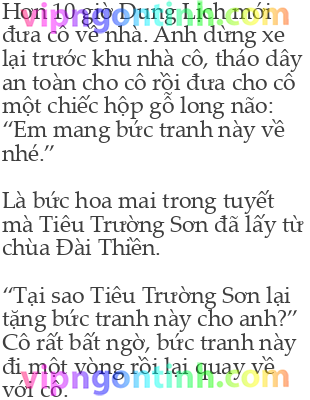 Hơn 10 giờ Dung Lịch mới
đưa cô về nhà. Anh dừng xe
lại trước khu nhà cô, tháo dây
an toàn cho cô rồi đưa cho cô
một chiếc hộp gỗ long não:
“Em mang bức tranh này về
nhé.”
Là bức hoa mai trong tuyết
mà Tiêu Trường Sơn đã lấy từ
chùa Đài Thiền.
“Tại sao Tiêu Trường Sơn lại
tặng bức tranh này cho anh?”
Cô rất bất ngờ, bức tranh này
đi một vòng rồi lại quay về
với cô.
vipngontinh.com
vipngontinh.com